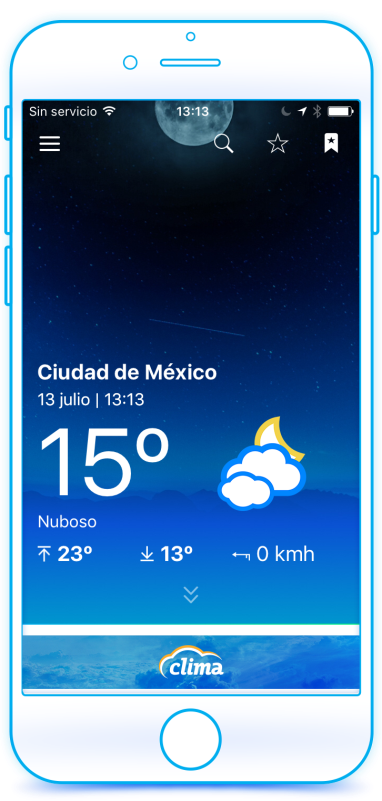 Sin servicio 13:13
Ciudad de México
13 julio | 13:13
15º
Nuboso
23º 13º 0 kmh
clima